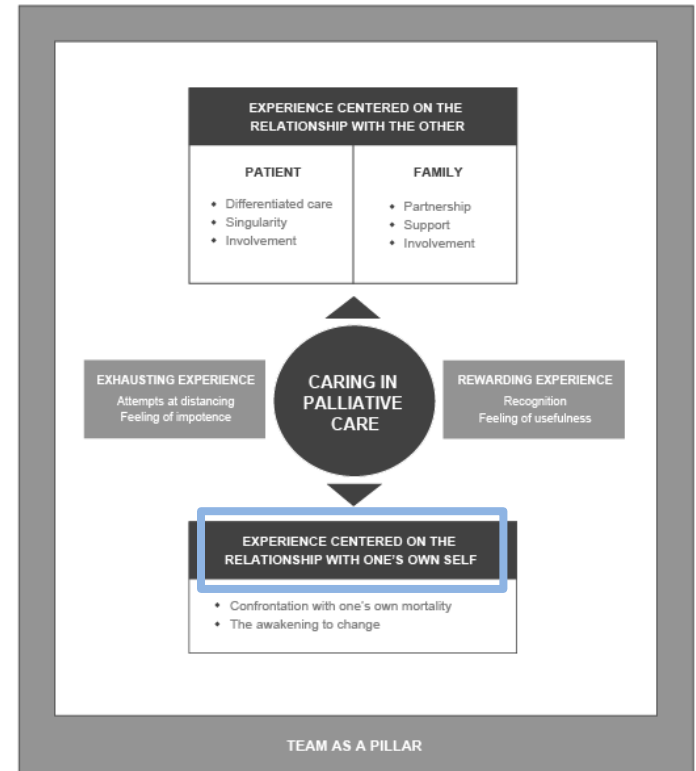 EXPERIENCE CENTERED ON THE
RELATIONSHIP WITH THE OTHER
PATIENT
• Differentiated care
• Singularity
• Involvement
FAMILY
• Partnership
• Support
• Involvement
EXHAUSTING EXPERIENCE
Attempts at distancing
Feeling of impotence
CARING IN
PALLIATIVE
CARE
REWARDING EXPERIENCE
Recognition
Feeling of usefulness
EXPERIENCE CENTERED ON THE
RELATIONSHIP WITH ONE'S OWN SELF
• Confrontation with one's own mortality
• The awakening to change
TEAM AS A PILLAR